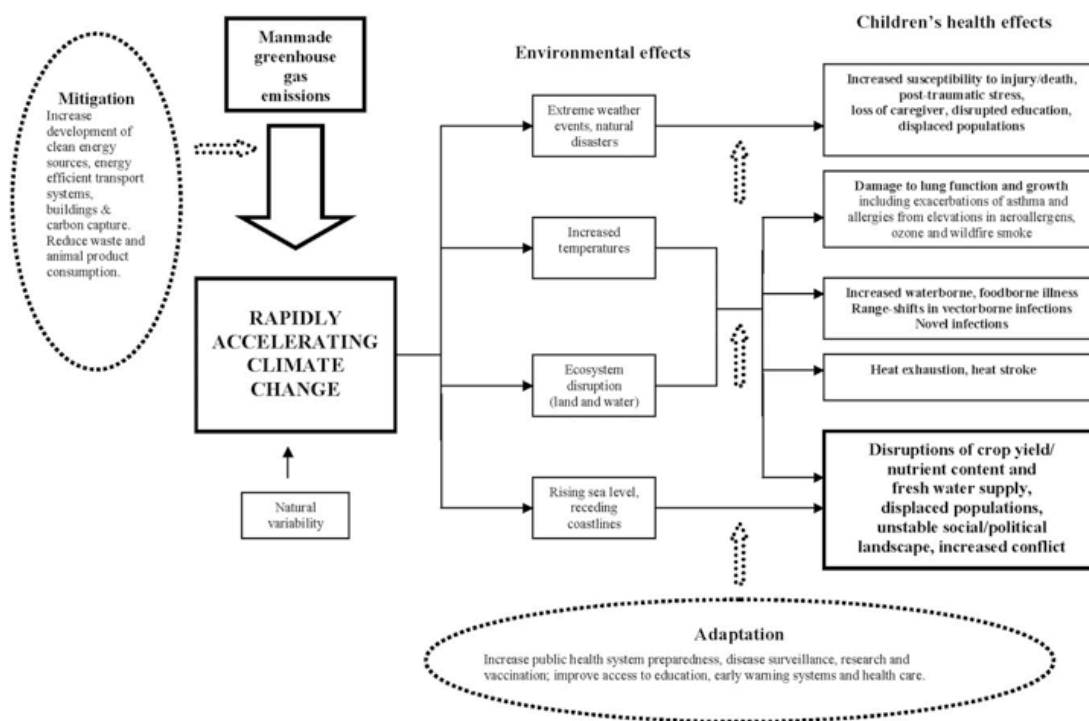 Manmade
greenhouse
gas
emissions
Mitigation
Increase
development of
clean energy
sources, energy
efficient transport
systems,
buildings &
carbon capture.
Reduce waste and
animal product
consumption.
RAPIDLY
ACCELERATING
CLIMATE
CHANGE
Natural
variability
Environmental effects
Extreme weather
events, natural
disasters
Increased
temperatures
Ecosystem
disruption
(land and water)
Rising sea level,
receding
coastlines
Children's health effects
Increased susceptibility to injury/death,
post-traumatic stress,
loss of caregiver, disrupted education,
displaced populations
Damage to lung function and growth
including exacerbations of asthma and
allergies from elevations in aeroallergens,
ozone and wildfire smoke
Increased waterborne, foodborne illness
Range-shifts in vectorborne infections
Novel infections
Heat exhaustion, heat stroke
Disruptions of crop yield/
nutrient content and
fresh water supply,
displaced populations,
unstable social/political
landscape, increased conflict
Adaptation
Increase public health system preparedness, disease surveillance, research and
vaccination; improve access to education, early warning systems and health care.